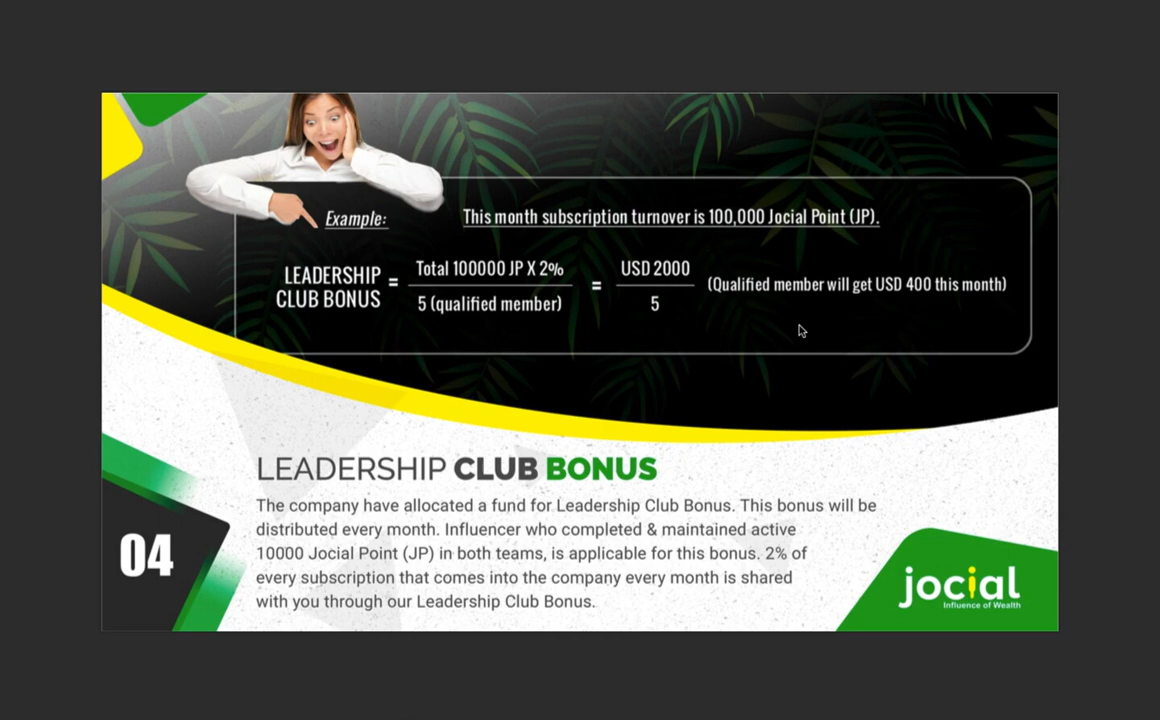 Example:
This month subscription turnover is 100,000 Jocial Point (JP).
LEADERSHIP
CLUB BONUS
=
Total 100000 JP X 2%
5 (qualified member)
=
USD 2000
5
(Qualified member will get USD 400 this month)
LEADERSHIP CLUB BONUS
The company have allocated a fund for Leadership Club Bonus. This bonus will be
distributed every month. Influencer who completed & maintained active
10000 Jocial Point (JP) in both teams, is applicable for this bonus. 2% of
every subscription that comes into the company every month is shared
with you through our Leadership Club Bonus.
04
jocial
Influence of Wealth